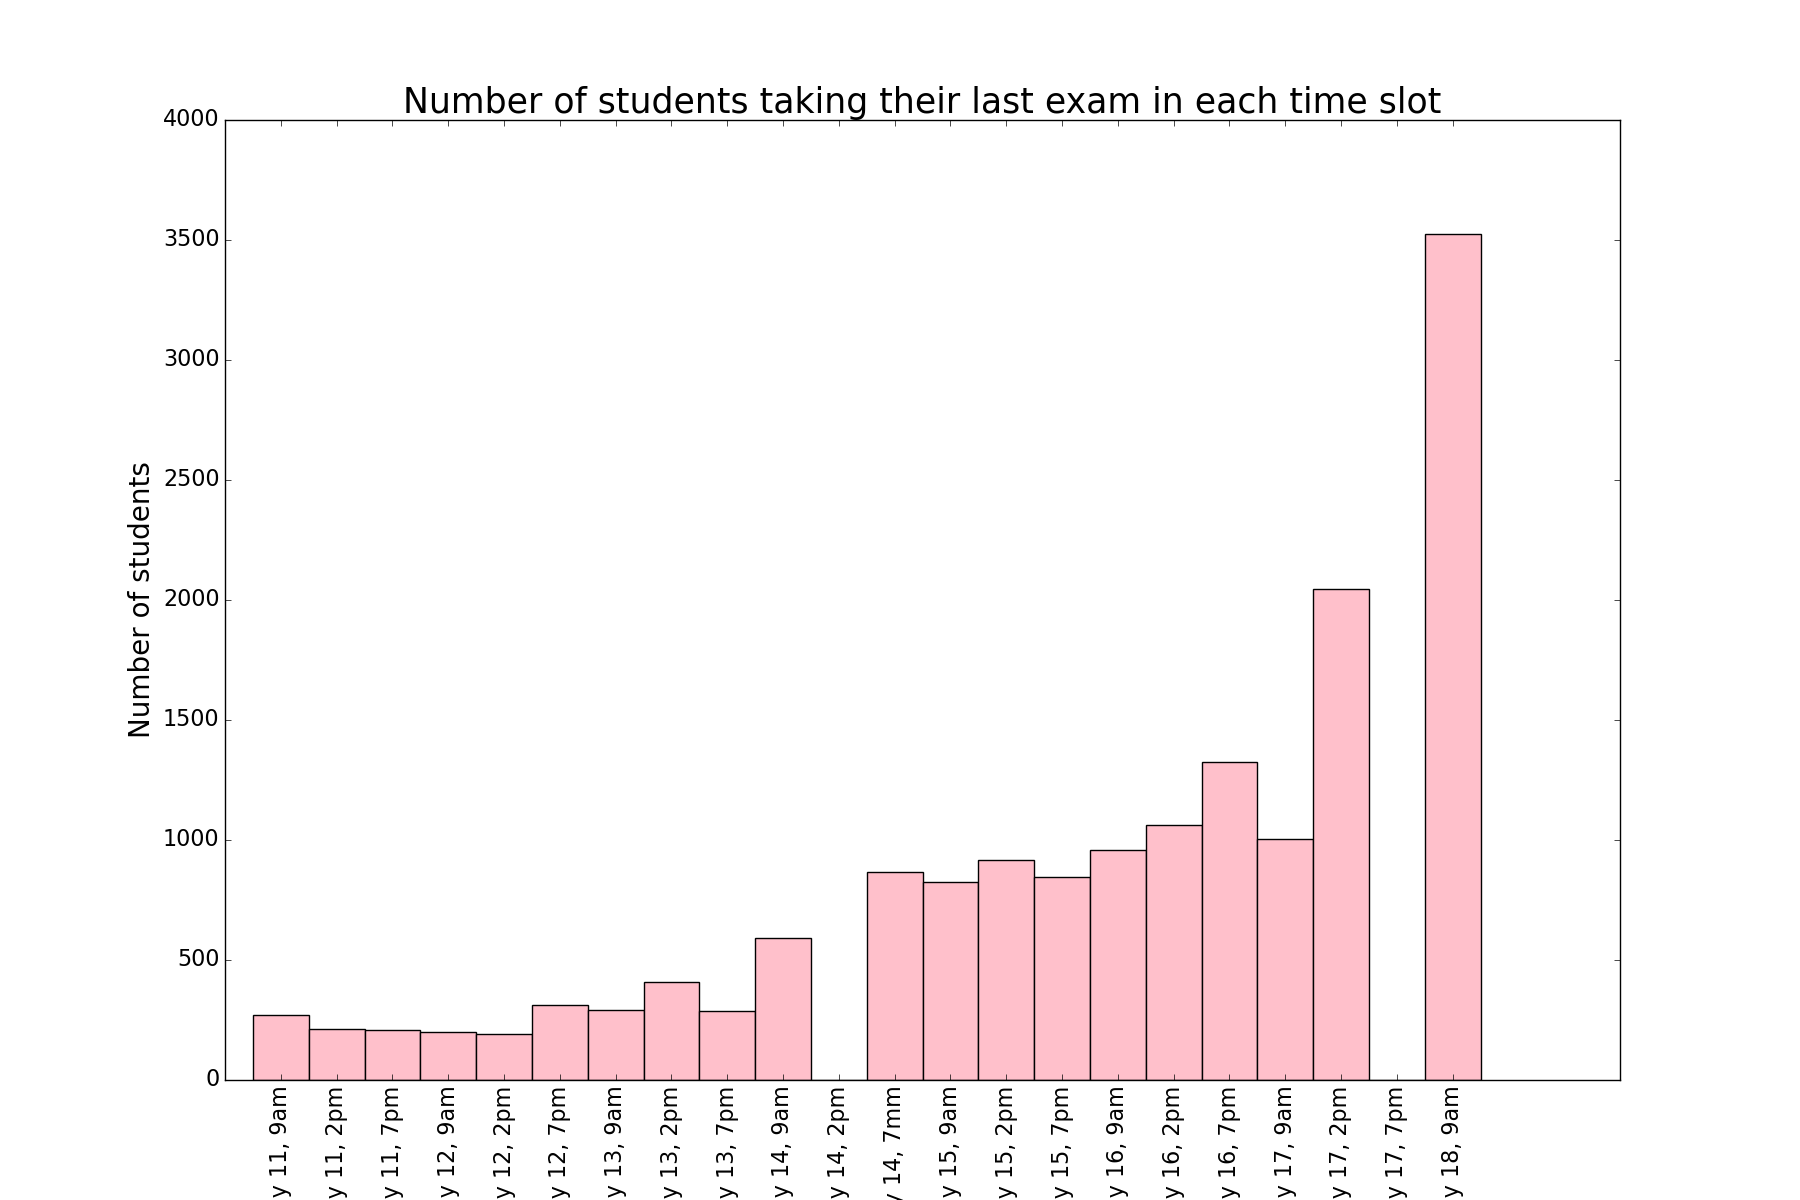 Number of students taking their last exam in each time slot
Number of students
4000
3500
3000
2500
2000
1500
1000
500
0
y 11, 9am
y 11, 2pm
y 11, 7pm
y 12, 9am
y 12, 2pm
y 12, 7pm
y 13, 9am
y 13, 2pm
y 13, 7pm
y 14, 9am
y 14, 2pm
y 14, 7mm
y 15, 9am
y 15, 2pm
y 15, 7pm
y 16, 9am
y 16, 2pm
y 16, 7pm
y 17, 9am
y 17, 2pm
y 17, 7pm
y 18, 9am